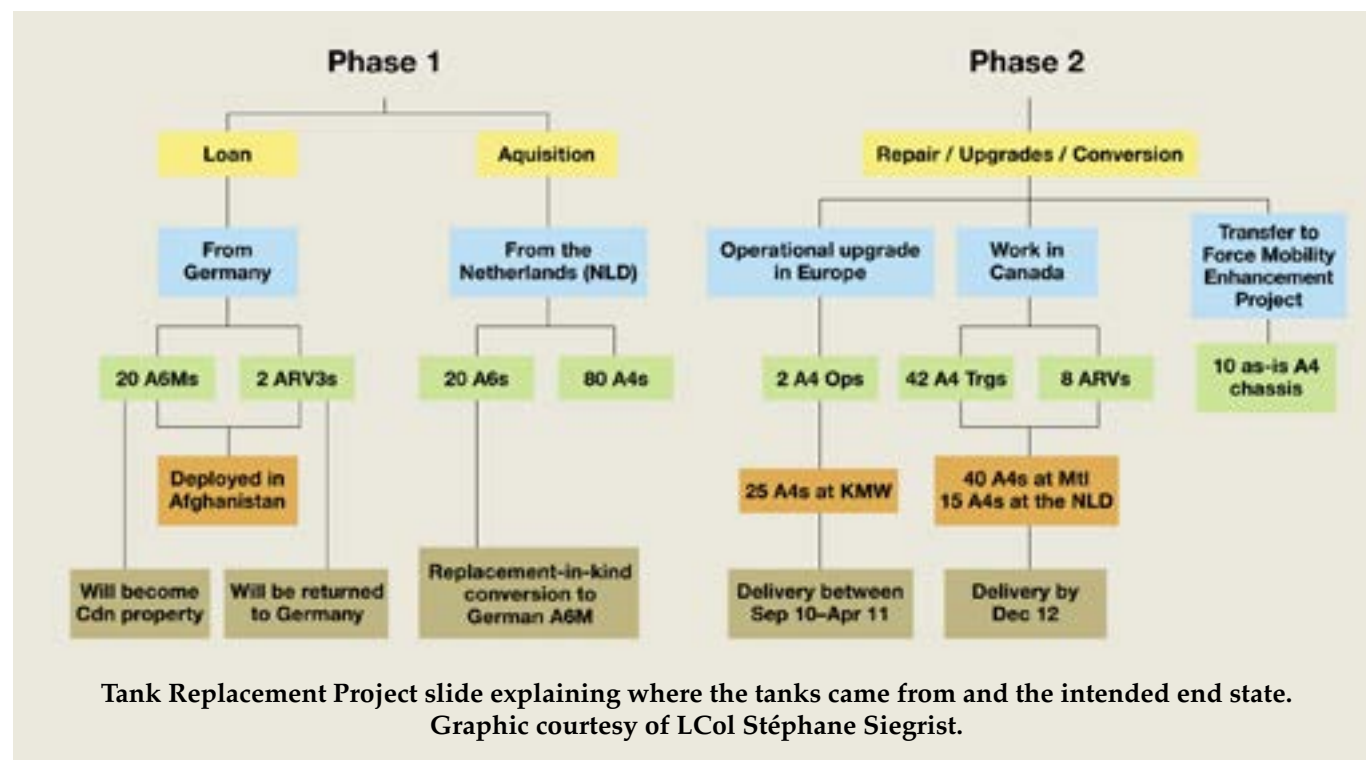 Phase 1
Loan
Aquisition
From
Germany
From the
Netherlands (NLD)
20 A6Ms
2 ARV3s
20 A6s
80 A4s
Deployed in
Afghanistan
Will become
Cdn property
Will be returned
to Germany
Replacement-in-kind
conversion to
German A6M
Phase 2
Repair / Upgrades / Conversion
Operational upgrade
in Europe
Work in
Canada
Transfer to
Force Mobility
Enhancement
Project
2 A4 Ops
42 A4 Trgs
8 ARVs
10 as-is A4
chassis
25 A4s at KMW
40 A4s at Mtl
15 A4s at the NLD
Delivery between
Sep 10–Apr 11
Delivery by
Dec 12
Tank Replacement Project slide explaining where the tanks came from and the intended end state.
Graphic courtesy of LCol Stéphane Siegrist.